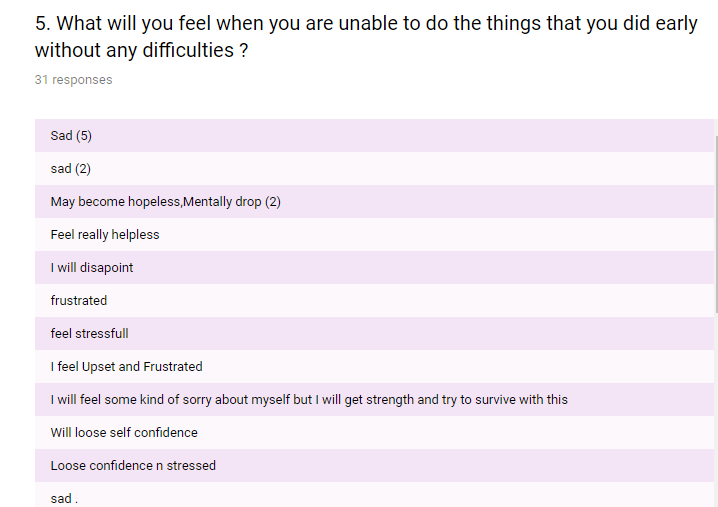 5. What will you feel when you are unable to do the things that you did early
without any difficulties ?
31 responses
Sad (5)
sad (2)
May become hopeless,Mentally drop (2)
Feel really helpless
I will disapoint
frustrated
feel stressfull
I feel Upset and Frustrated
I will feel some kind of sorry about myself but I will get strength and try to survive with this
Will loose self confidence
Loose confidence n stressed
sad .